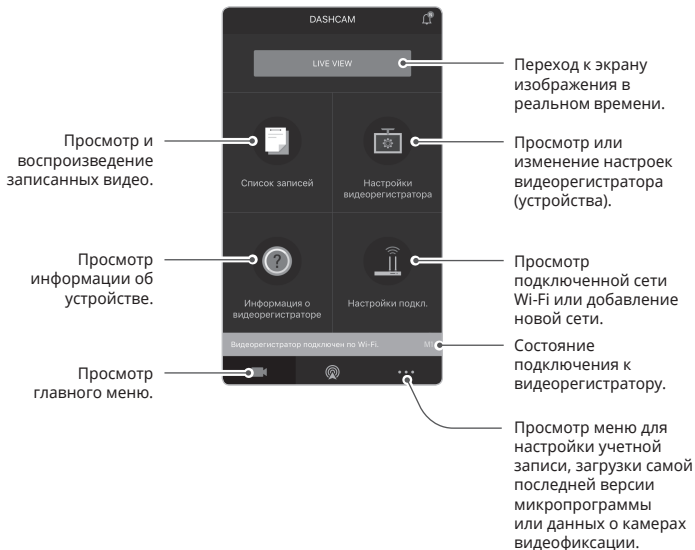 DASHCAM
LIVE VIEW
Переход к экрану
изображения в
реальном времени.
Просмотр и
воспроизведение
записанных видео.
Список записей
Настройки
видеорегистратора
Просмотр или
изменение настроек
видеорегистратора
(устройства).
Просмотр
информации об
устройстве.
Информация о
видеорегистраторе
Настройки подкл.
Просмотр
подключенной сети
Wi-Fi или добавление
новой сети.
Видеорегистратор подключен по Wi-Fi.
Состояние
подключения к
видеорегистратору.
Просмотр
главного меню.
Просмотр меню для
настройки учетной
записи, загрузки самой
последней версии
микропрограммы
или данных о камерах
видеофиксации.